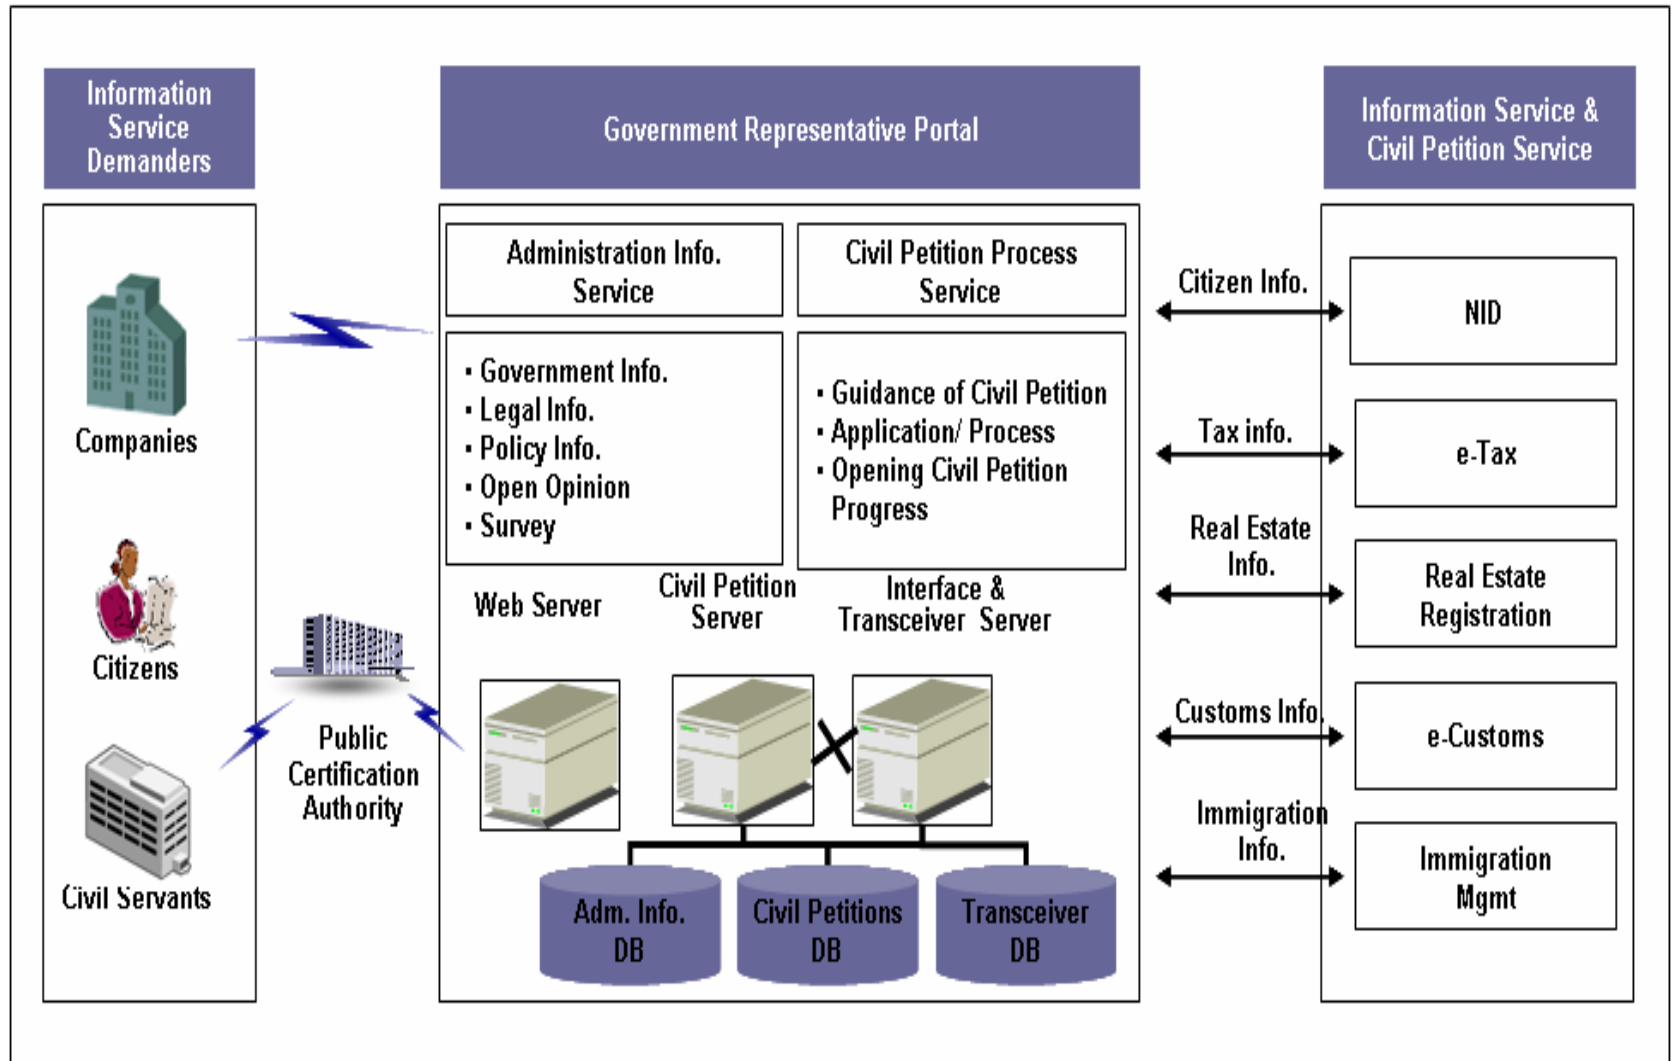 Information
Service
Demanders
Government Representative Portal
Information Service &
Civil Petition Service
Companies
Citizens
Civil Servants
Public
Certification
Authority
Administration Info.
Service
Civil Petition Process
Service
▪ Government Info.
▪ Legal Info.
▪ Policy Info.
▪ Open Opinion
▪ Survey
▪ Guidance of Civil Petition
▪ Application/ Process
▪ Opening Civil Petition
Progress
Web Server
Civil Petition
Server
Interface &
Transceiver Server
Adm. Info.
DB
Civil Petitions
DB
Transceiver
DB
Citizen Info.
Tax info.
Real Estate
Info.
Customs Info.
Immigration
Info.
NID
e-Tax
Real Estate
Registration
e-Customs
Immigration
Mgmt